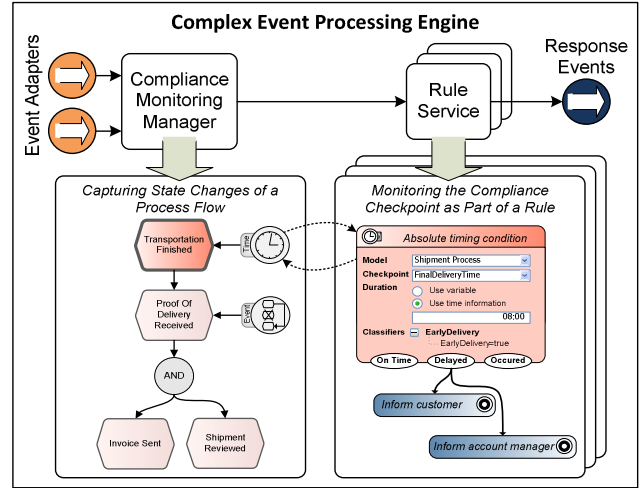 Complex Event Processing Engine
Event Adapters
Compliance
Monitoring
Manager
Rule
Service
Response
Events
Capturing State Changes of a
Process Flow
Transportation
Finished
Time
Proof Of
Delivery
Received
Event
AND
Invoice Sent
Shipment
Reviewed
Monitoring the Compliance
Checkpoint as Part of a Rule
Absolute timing condition
Model Shipment Process
Checkpoint FinalDeliveryTime
Duration Use variable
Use time information
08:00
Classifiers EarlyDelivery
EarlyDelivery=true
On Time Delayed Occured
Inform customer
Inform account manager